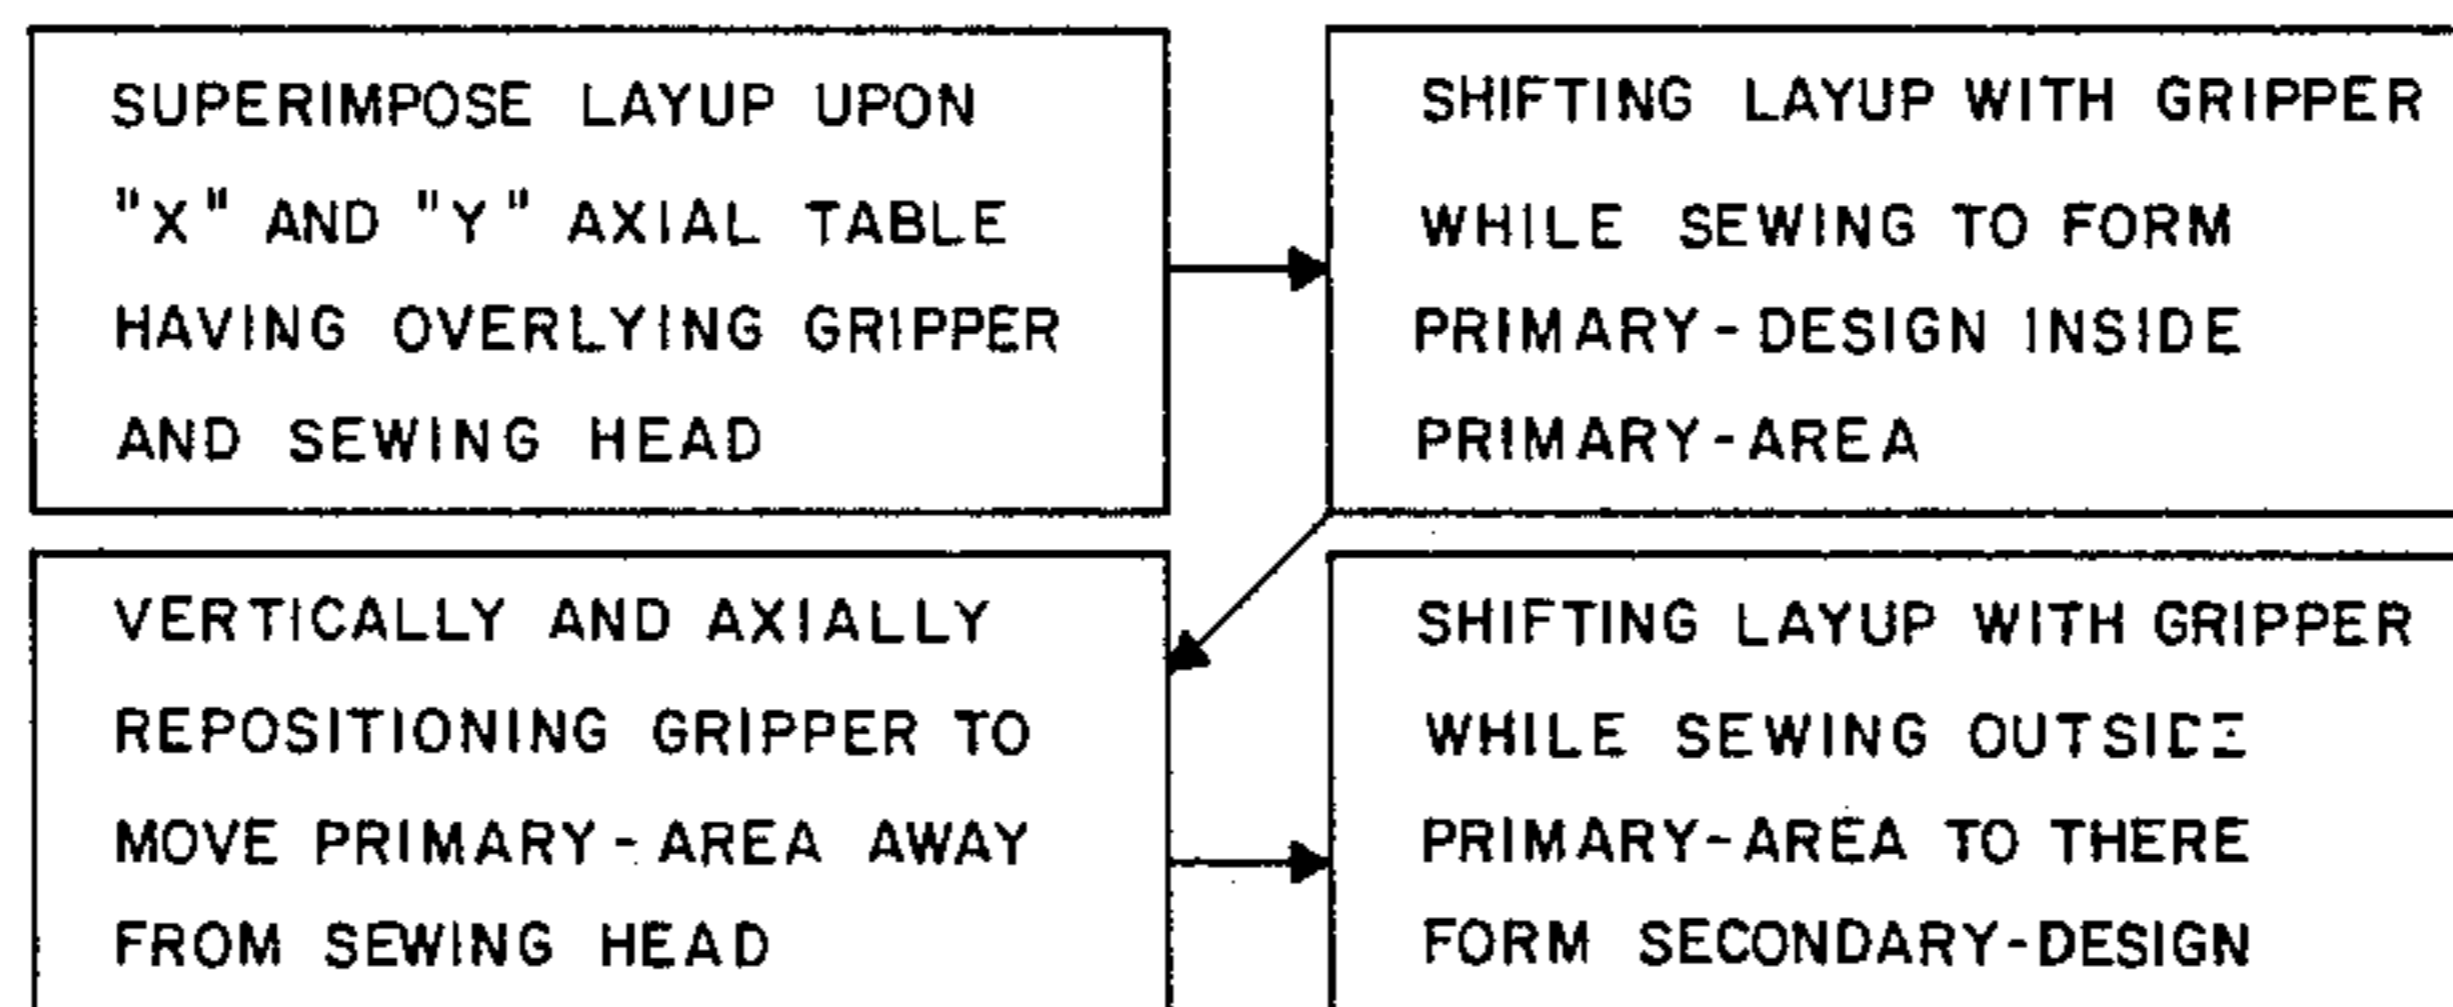 SUPERIMPOSE LAYUP UPON
"X" AND "Y" AXIAL TABLE
HAVING OVERLYING GRIPPER
AND SEWING HEAD
SHIFTING LAYUP WITH GRIPPER
WHILE SEWING TO FORM
PRIMARY-DESIGN INSIDE
PRIMARY-AREA
VERTICALLY AND AXIALLY
REPOSITIONING GRIPPER TO
MOVE PRIMARY-AREA AWAY
FROM SEWING HEAD
SHIFTING LAYUP WITH GRIPPER
WHILE SEWING OUTSIDE
PRIMARY-AREA TO THERE
FORM SECONDARY-DESIGN